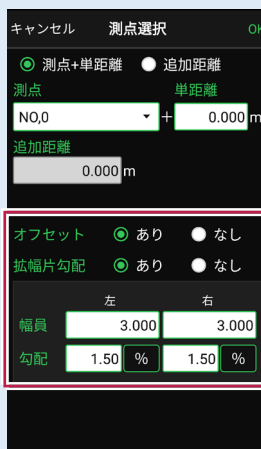 キャンセル 測点選択 OK
測点+単距離 追加距離
測点 単距離
NO,0 + 0.000 m
追加距離
0.000 m
オフセット あり なし
拡幅片勾配 あり なし
左 右
幅員 3.000 3.000
勾配 1.50 % 1.50 %